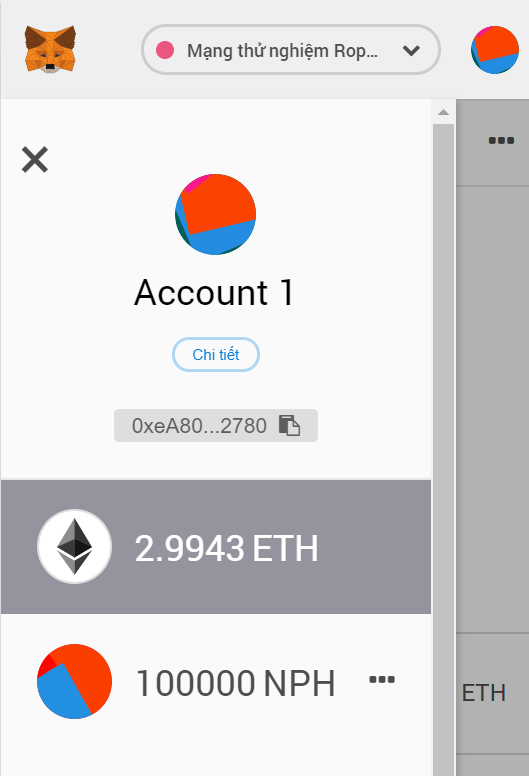 Mạng thử nghiệm Rop...
Account 1
Chi tiết
0xeA80...2780
2.9943 ETH
100000 NPH
ETH